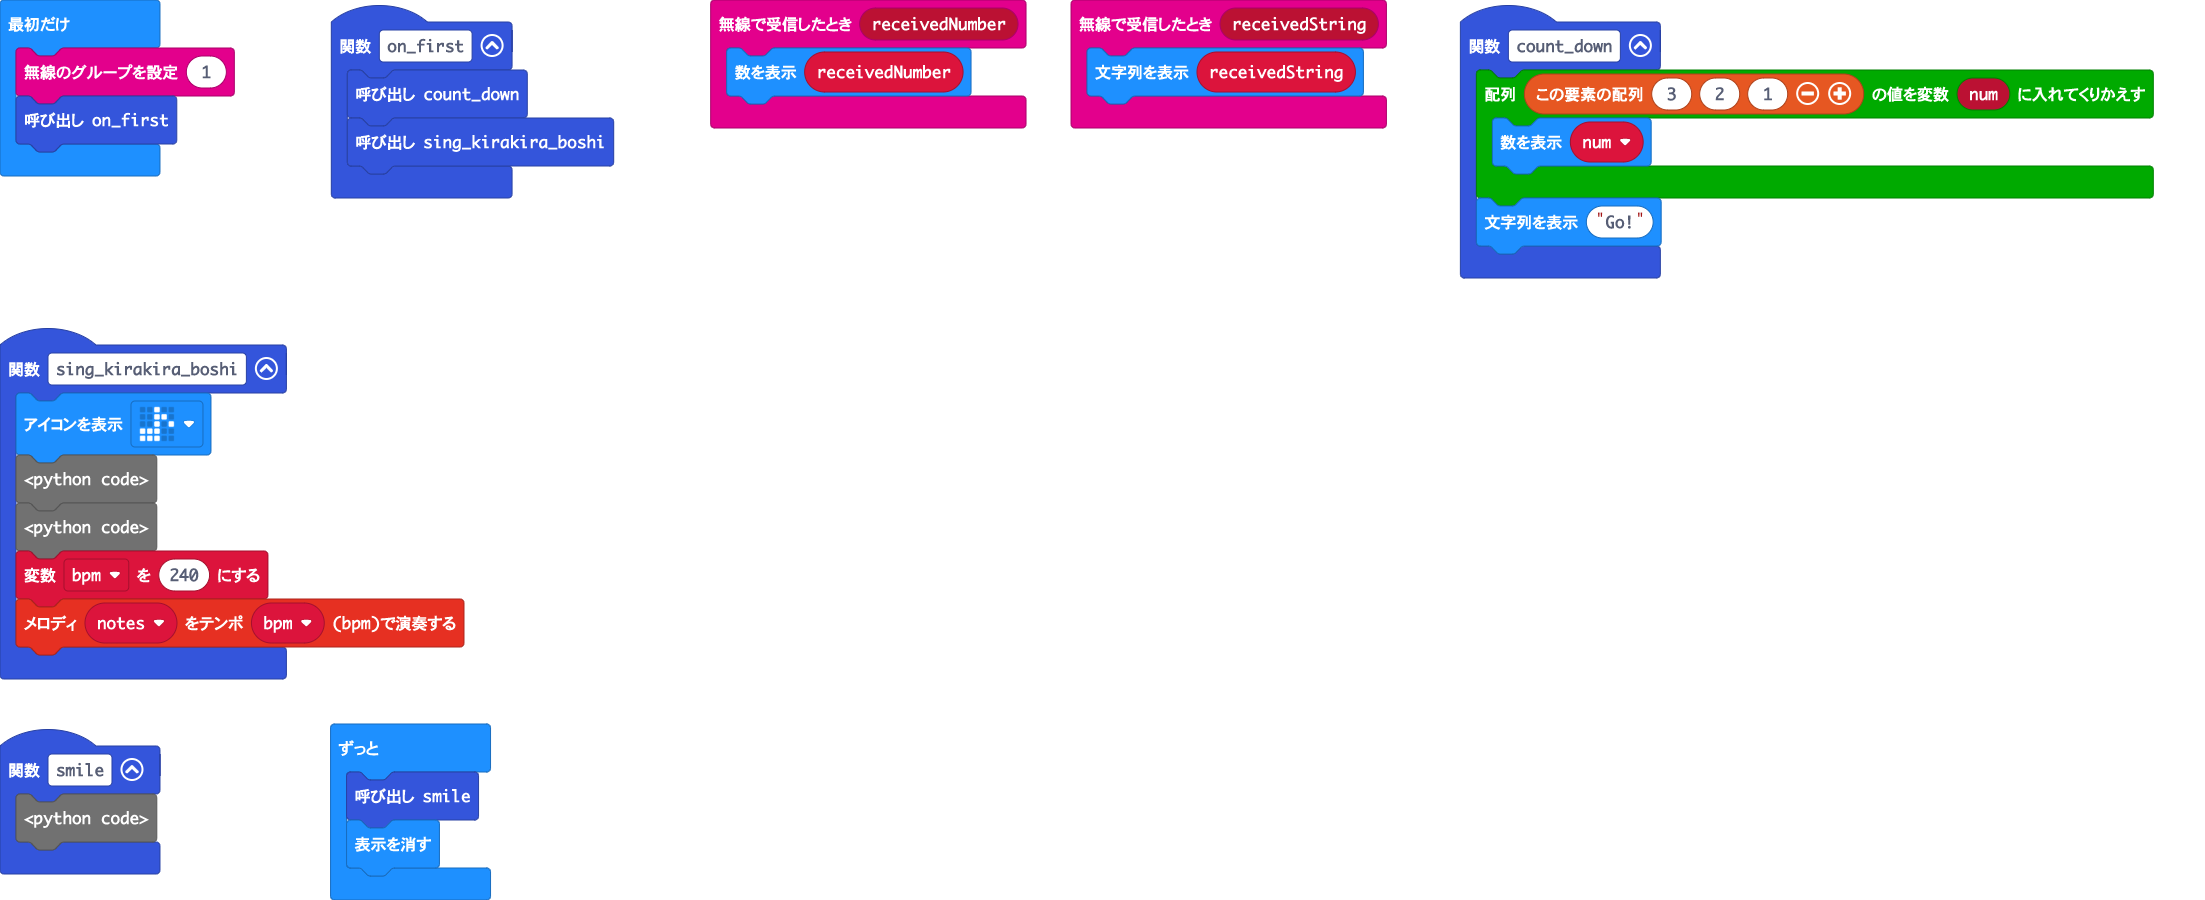 最初だけ
無線のグループを設定 1
呼び出し on_first
関数 on_first
呼び出し count_down
呼び出し sing_kirakira_boshi
無線で受信したとき receivedNumber
数を表示 receivedNumber
無線で受信したとき receivedString
文字列を表示 receivedString
関数 count_down
配列 この要素の配列 3 2 1 の値を変数 num に入れてくりかえす
数を表示 num
文字列を表示 "Go!"
関数 sing_kirakira_boshi
アイコンを表示
<python code>
<python code>
変数 bpm を 240 にする
メロディ notes をテンポ bpm (bpm)で演奏する
関数 smile
<python code>
ずっと
呼び出し smile
表示を消す